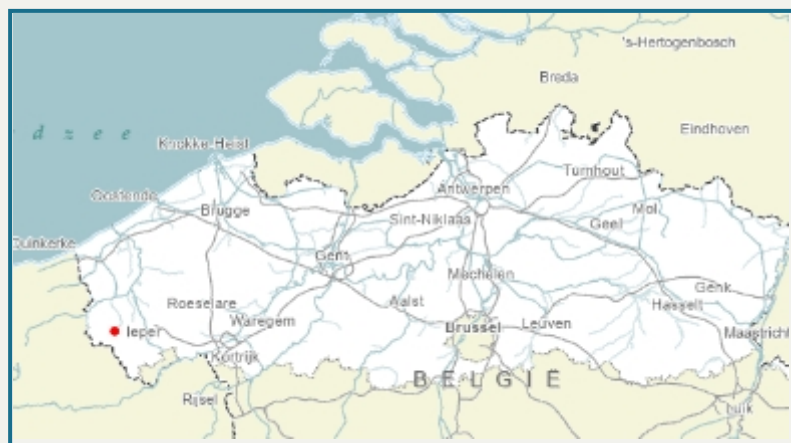 's-Hertogenbosch
Breda
d z e e
Eindhoven
Knokke-Heist
Turnhout
Antwerpen
Oostende
Mol
Brugge
Sint-Niklaas
Geel
Duinkerke
Gent
Mechelen
Genk
Roeselare
Aalst
Hasselt
Waregem
Ieper
Brussel
Leuven
Maastricht
Kortrijk
BELGIË
Rijsel
Luik